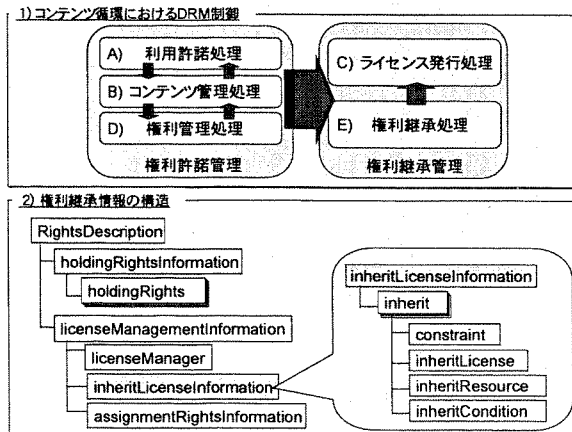 1) コンテンツ循環におけるDRM制御
A) 利用許諾処理
B) コンテンツ管理処理
D) 権利管理処理
権利許諾管理
C) ライセンス発行処理
E) 権利継承処理
権利継承管理
2) 権利継承情報の構造
RightsDescription
holdingRightsInformation
holdingRights
licenseManagementInformation
licenseManager
inheritLicenseInformation
assignmentRightsInformation
inheritLicenseInformation
inherit
constraint
inheritLicense
inheritResource
inheritCondition